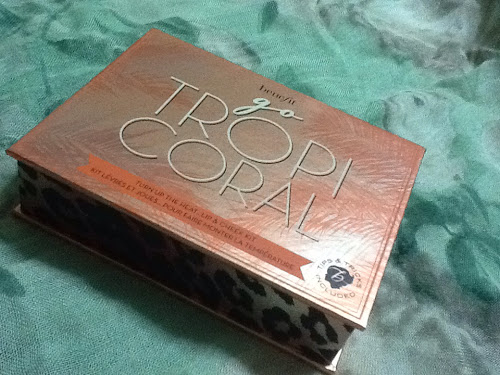 benefit
go
TROPI
CORAL
TURN UP THE HEAT, LIP & CHEEK KIT
KIT LÈVRES ET JOUES... POUR FAIRE MONTER LA TEMPÉRATURE
TIPS & TRICKS
INCLUDED